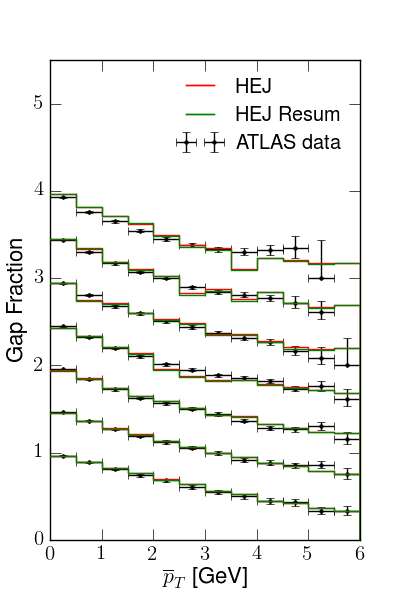 HEJ
HEJ Resum
ATLAS data
Gap Fraction
5
4
3
2
1
0
0 1 2 3 4 5 6
p̅_T [GeV]